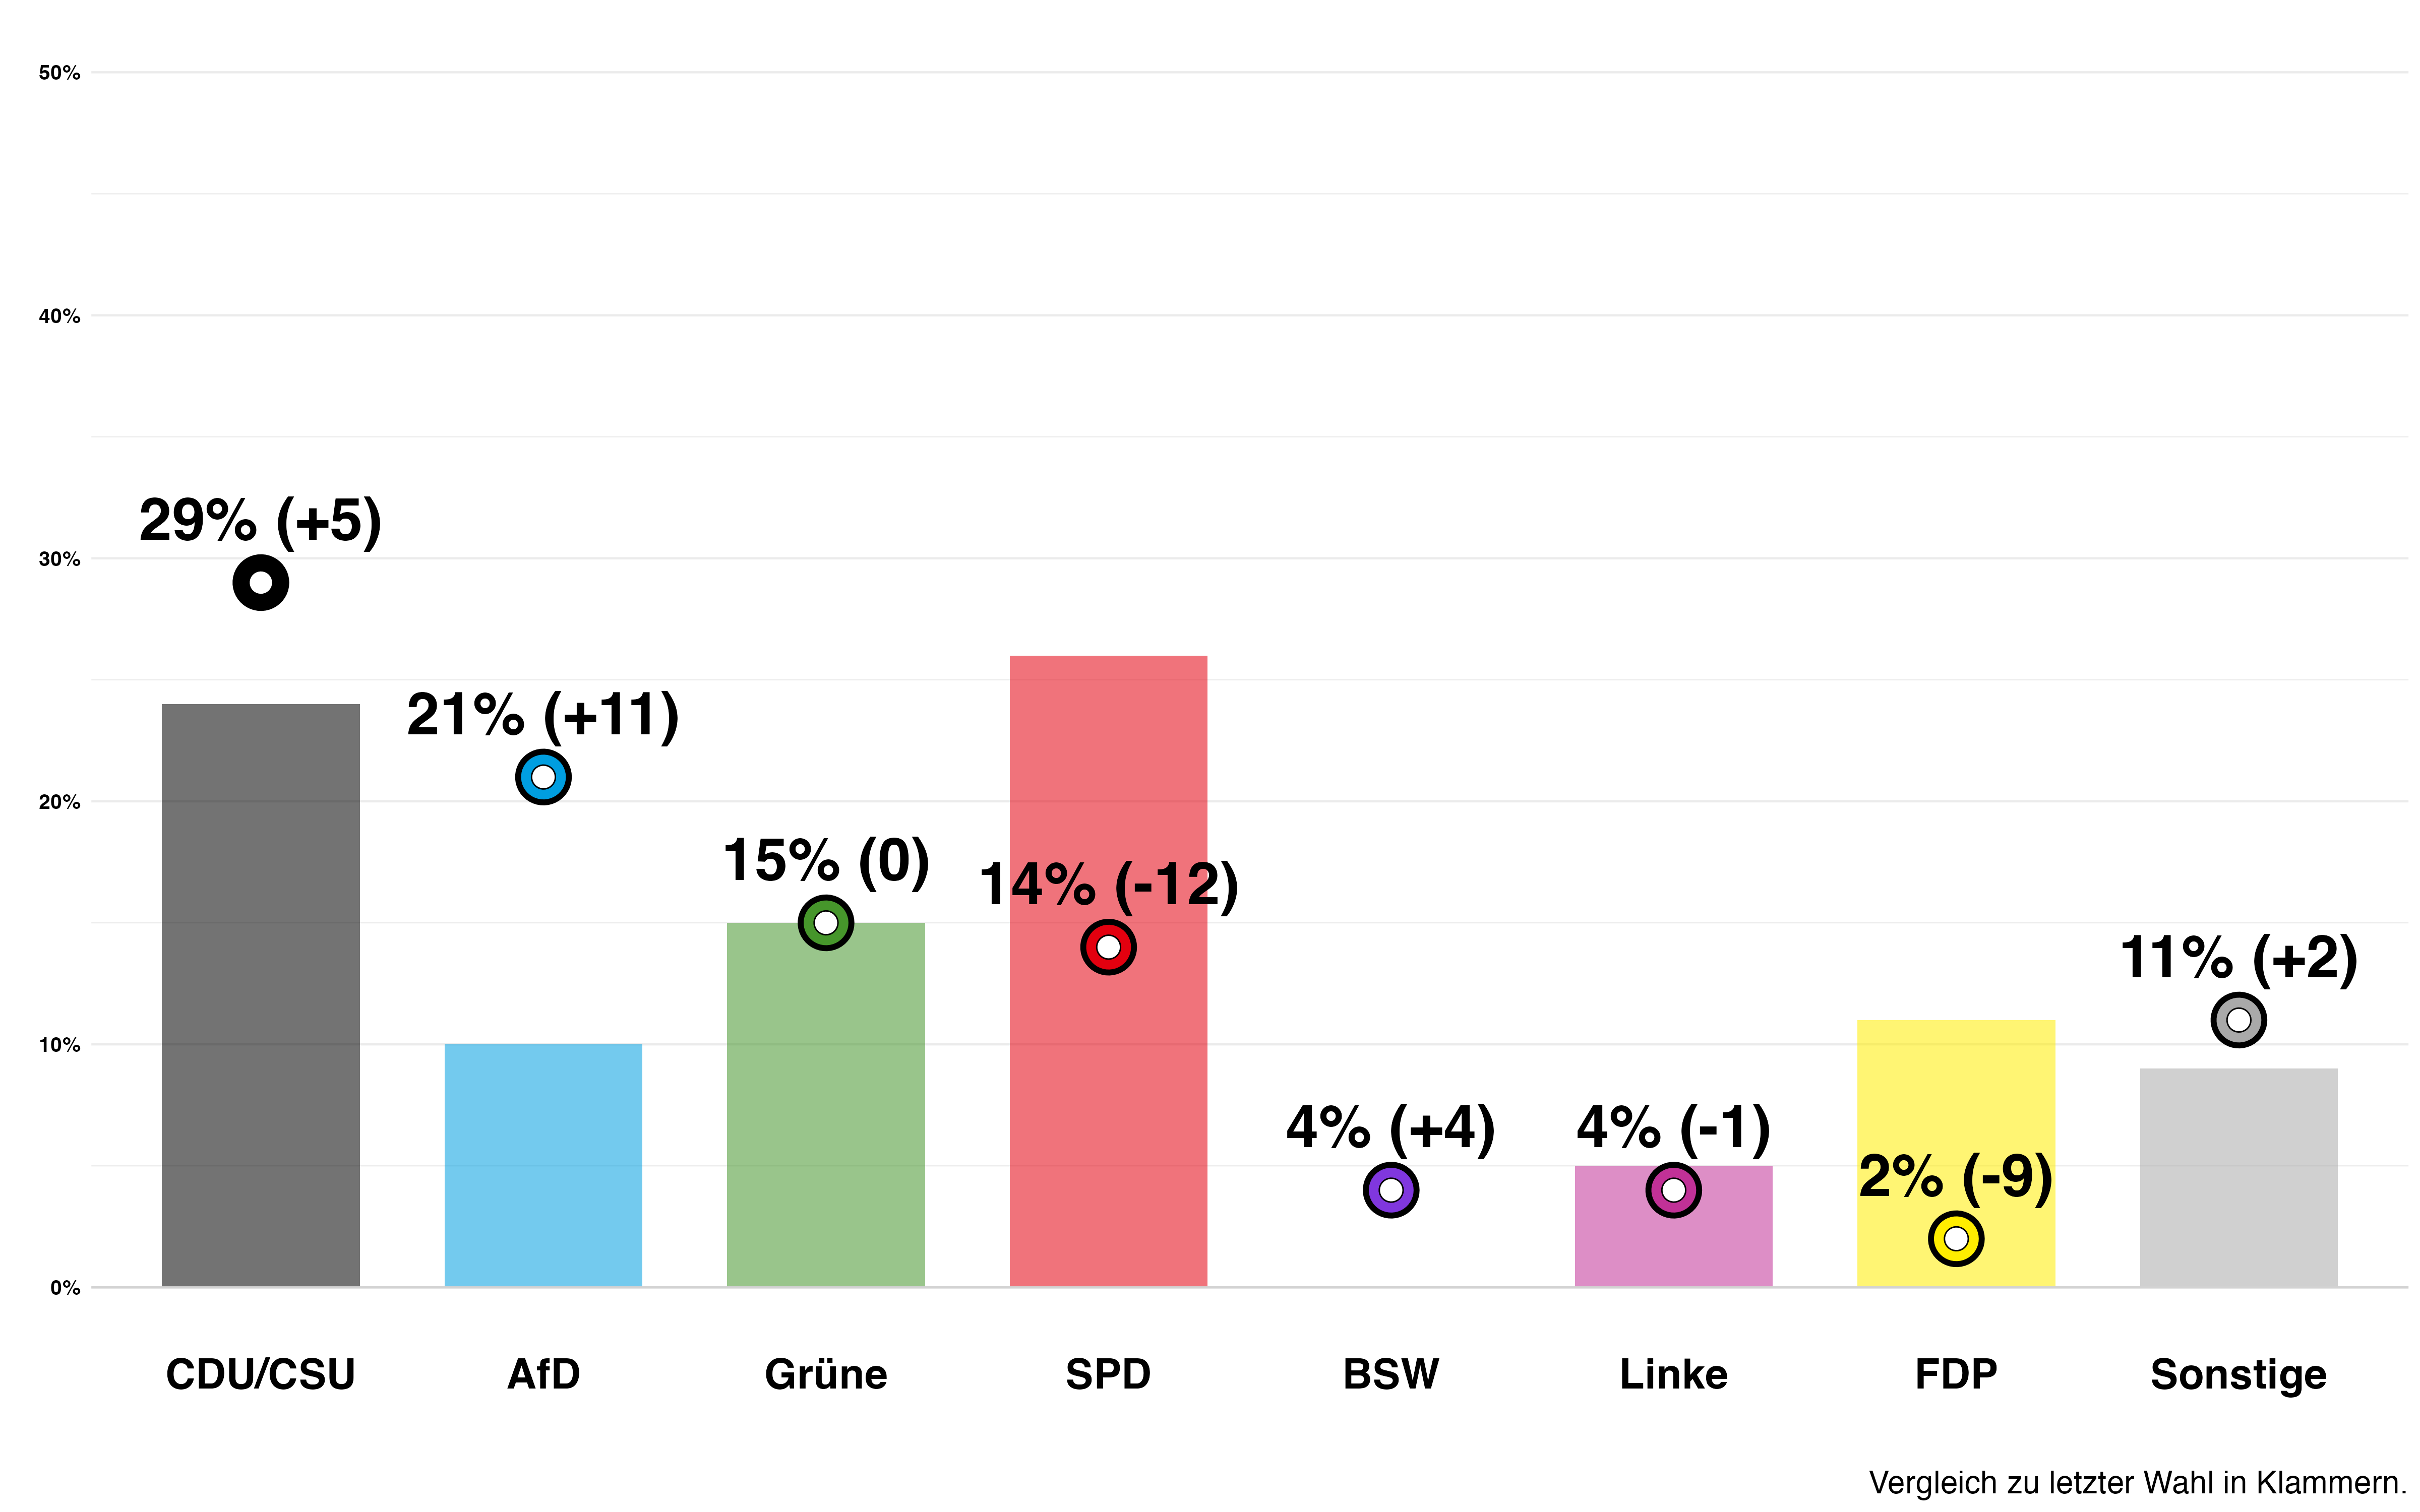 50%
40%
30%
20%
10%
0%
29% (+5)
21% (+11)
15% (0)
14% (-12)
4% (+4)
4% (-1)
2% (-9)
11% (+2)
CDU/CSU
AfD
Grüne
SPD
BSW
Linke
FDP
Sonstige
Vergleich zu letzter Wahl in Klammern.